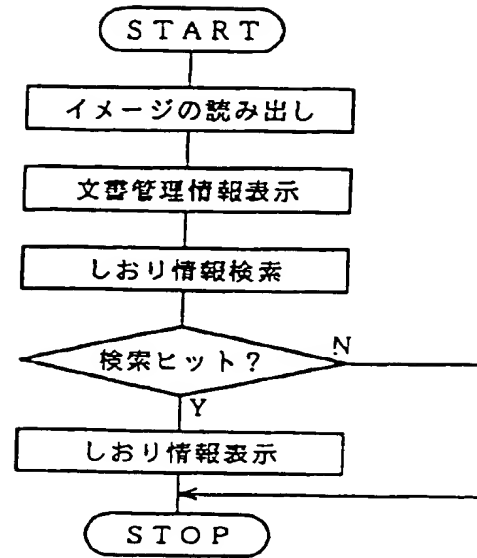 START
イメージの読み出し
文書管理情報表示
しおり情報検索
検索ヒット?
N
Y
しおり情報表示
STOP